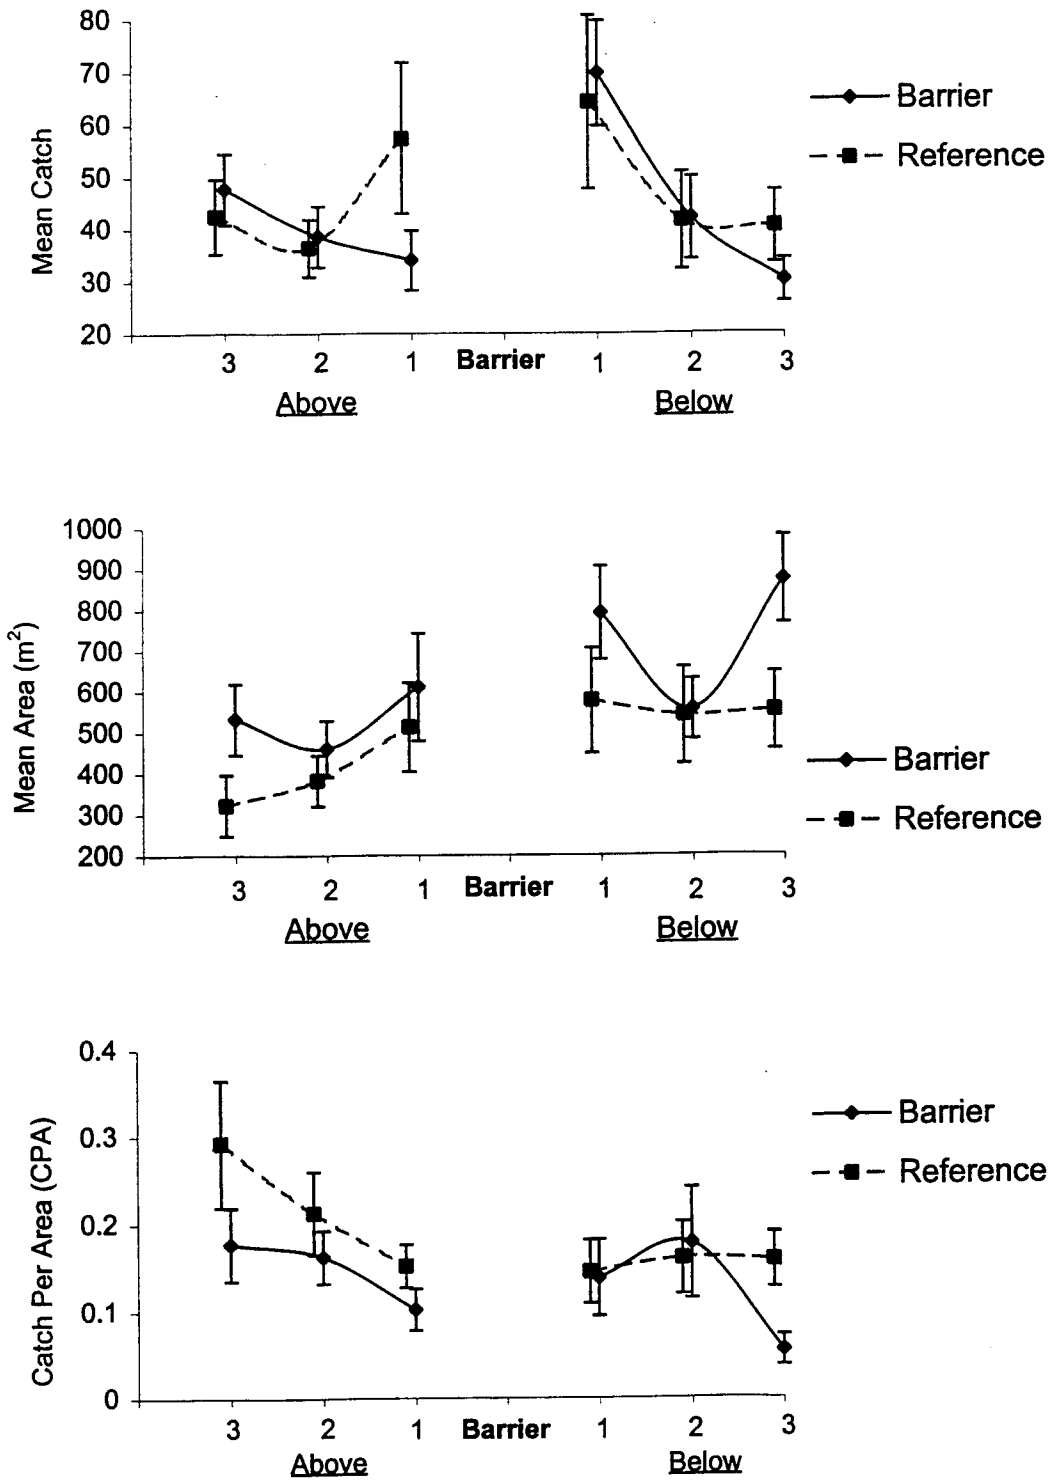 80
70
60
50
40
30
20
Mean Catch
Barrier
Reference
3 2 1 Barrier 1 2 3
Above Below
1000
900
800
700
600
500
400
300
200
Mean Area (m²)
Barrier
Reference
3 2 1 Barrier 1 2 3
Above Below
0.4
0.3
0.2
0.1
0
Catch Per Area (CPA)
Barrier
Reference
3 2 1 Barrier 1 2 3
Above Below